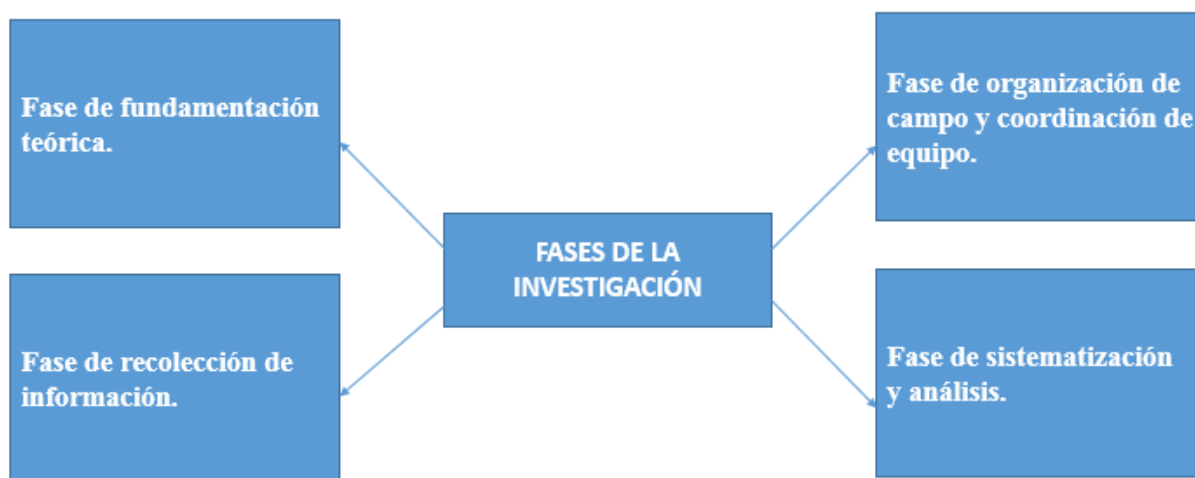 Fase de fundamentación
teórica.
Fase de organización de
campo y coordinación de
equipo.
FASES DE LA
INVESTIGACIÓN
Fase de recolección de
información.
Fase de sistematización
y análisis.